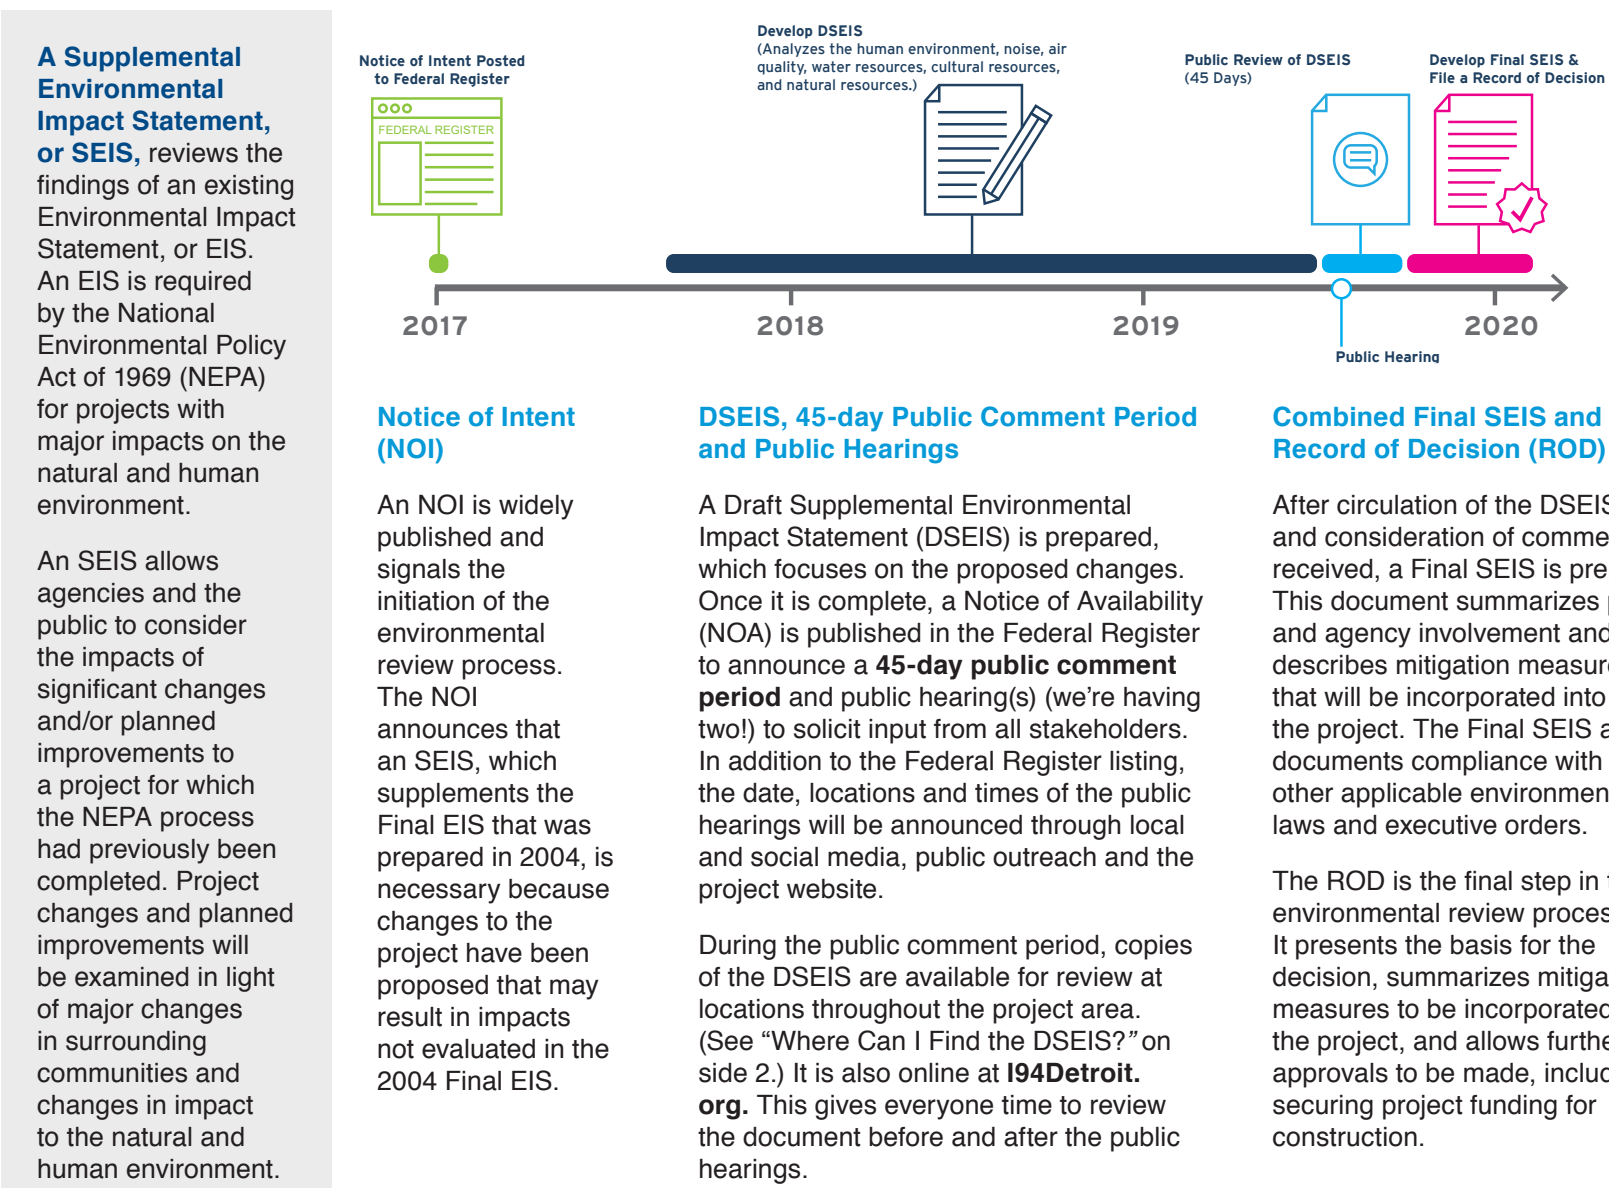 A Supplemental
Environmental
Impact Statement,
or SEIS, reviews the
findings of an existing
Environmental Impact
Statement, or EIS.
An EIS is required
by the National
Environmental Policy
Act of 1969 (NEPA)
for projects with
major impacts on the
natural and human
environment.
An SEIS allows
agencies and the
public to consider
the impacts of
significant changes
and/or planned
improvements to
a project for which
the NEPA process
had previously been
completed. Project
changes and planned
improvements will
be examined in light
of major changes
in surrounding
communities and
changes in impact
to the natural and
human environment.
Notice of Intent Posted
to Federal Register
FEDERAL REGISTER
Develop DSEIS
(Analyzes the human environment, noise, air
quality, water resources, cultural resources,
and natural resources.)
Public Review of DSEIS
(45 Days)
Develop Final SEIS &
File a Record of Decision
2017
2018
2019
2020
Public Hearing
Notice of Intent
(NOI)
An NOI is widely
published and
signals the
initiation of the
environmental
review process.
The NOI
announces that
an SEIS, which
supplements the
Final EIS that was
prepared in 2004, is
necessary because
changes to the
project have been
proposed that may
result in impacts
not evaluated in the
2004 Final EIS.
DSEIS, 45-day Public Comment Period
and Public Hearings
A Draft Supplemental Environmental
Impact Statement (DSEIS) is prepared,
which focuses on the proposed changes.
Once it is complete, a Notice of Availability
(NOA) is published in the Federal Register
to announce a 45-day public comment
period and public hearing(s) (we’re having
two!) to solicit input from all stakeholders.
In addition to the Federal Register listing,
the date, locations and times of the public
hearings will be announced through local
and social media, public outreach and the
project website.
During the public comment period, copies
of the DSEIS are available for review at
locations throughout the project area.
(See “Where Can I Find the DSEIS?” on
side 2.) It is also online at I94Detroit.
org. This gives everyone time to review
the document before and after the public
hearings.
Combined Final SEIS and
Record of Decision (ROD)
After circulation of the DSEIS
and consideration of comme
received, a Final SEIS is pre
This document summarizes p
and agency involvement and
describes mitigation measure
that will be incorporated into
the project. The Final SEIS a
documents compliance with
other applicable environmen
laws and executive orders.
The ROD is the final step in t
environmental review proces
It presents the basis for the
decision, summarizes mitiga
measures to be incorporated
the project, and allows furthe
approvals to be made, includ
securing project funding for
construction.